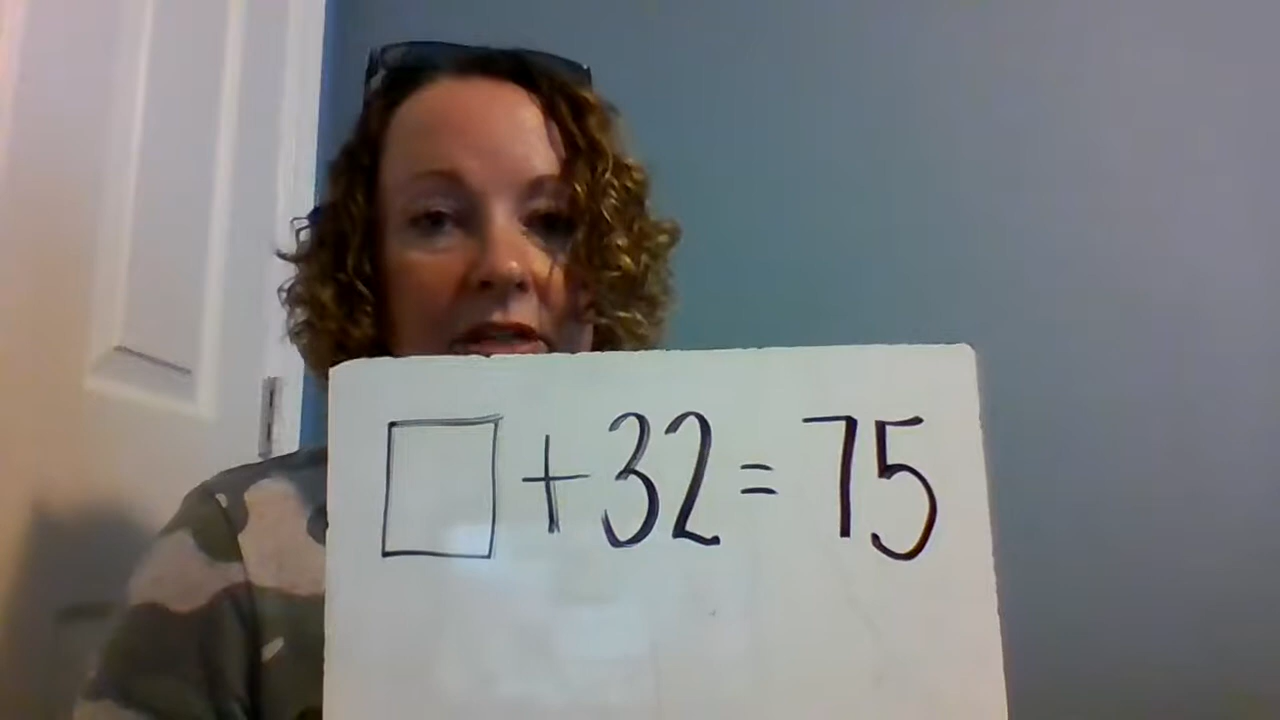 □ + 32 = 75